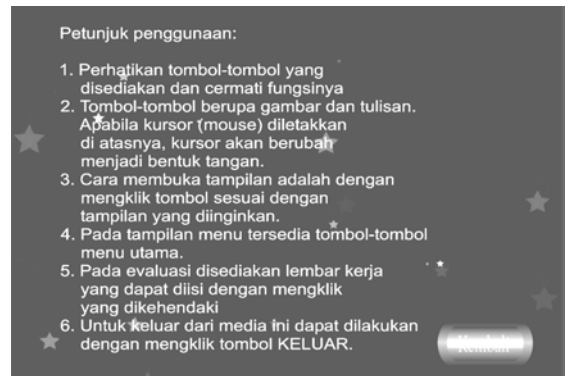 Petunjuk penggunaan:
1. Perhatikan tombol-tombol yang
disediakan dan cermati fungsinya
2. Tombol-tombol berupa gambar dan tulisan.
Apabila kursor (mouse) diletakkan
di atasnya, kursor akan berubah
menjadi bentuk tangan.
3. Cara membuka tampilan adalah dengan
mengklik tombol sesuai dengan
tampilan yang diinginkan.
4. Pada tampilan menu tersedia tombol-tombol
menu utama.
5. Pada evaluasi disediakan lembar kerja
yang dapat diisi dengan mengklik
yang dikehendaki
6. Untuk keluar dari media ini dapat dilakukan
dengan mengklik tombol KELUAR.
Kembali